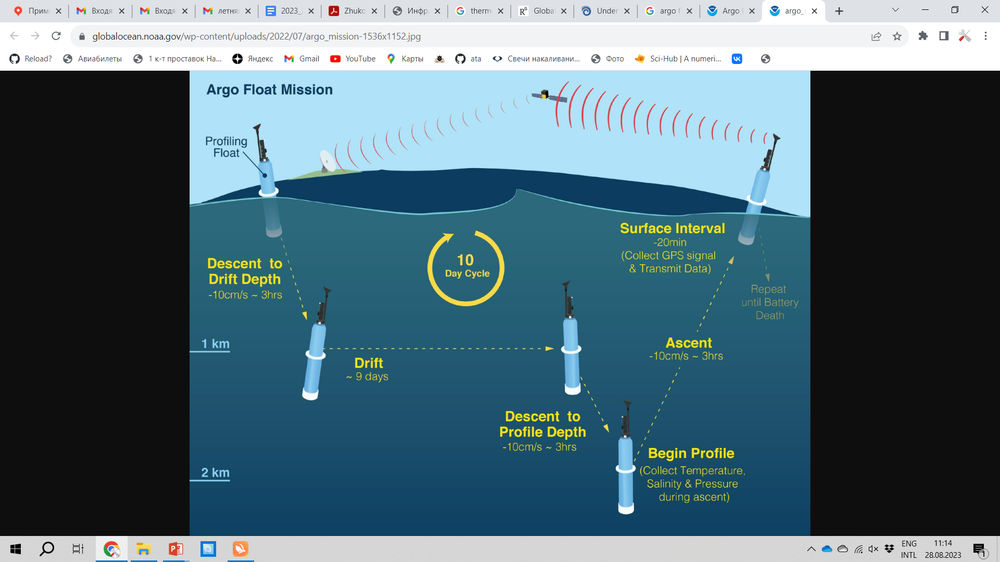 Прим
Входя
Входя
летня
2023_
Zhuko
Инфр
therm
Global
Under
argo f
Argo
argo_
globalocean.noaa.gov/wp-content/uploads/2022/07/argo_mission-1536x1152.jpg
Reload?
Авиабилеты
1 к-т проставок На...
Яндекс
Gmail
YouTube
Карты
ata
Свечи накаливани...
Фото
Sci-Hub | A numeri...
Argo Float Mission
Profiling
Float
Descent to
Drift Depth
-10cm/s ~ 3hrs
10
Day Cycle
Surface Interval
-20min
(Collect GPS signal
& Transmit Data)
Repeat
until Battery
Death
1 km
Drift
~ 9 days
Ascent
-10cm/s ~ 3hrs
Descent to
Profile Depth
-10cm/s ~ 3hrs
2 km
Begin Profile
(Collect Temperature,
Salinity & Pressure
during ascent)
ENG
INTL
11:14
28.08.2023
1